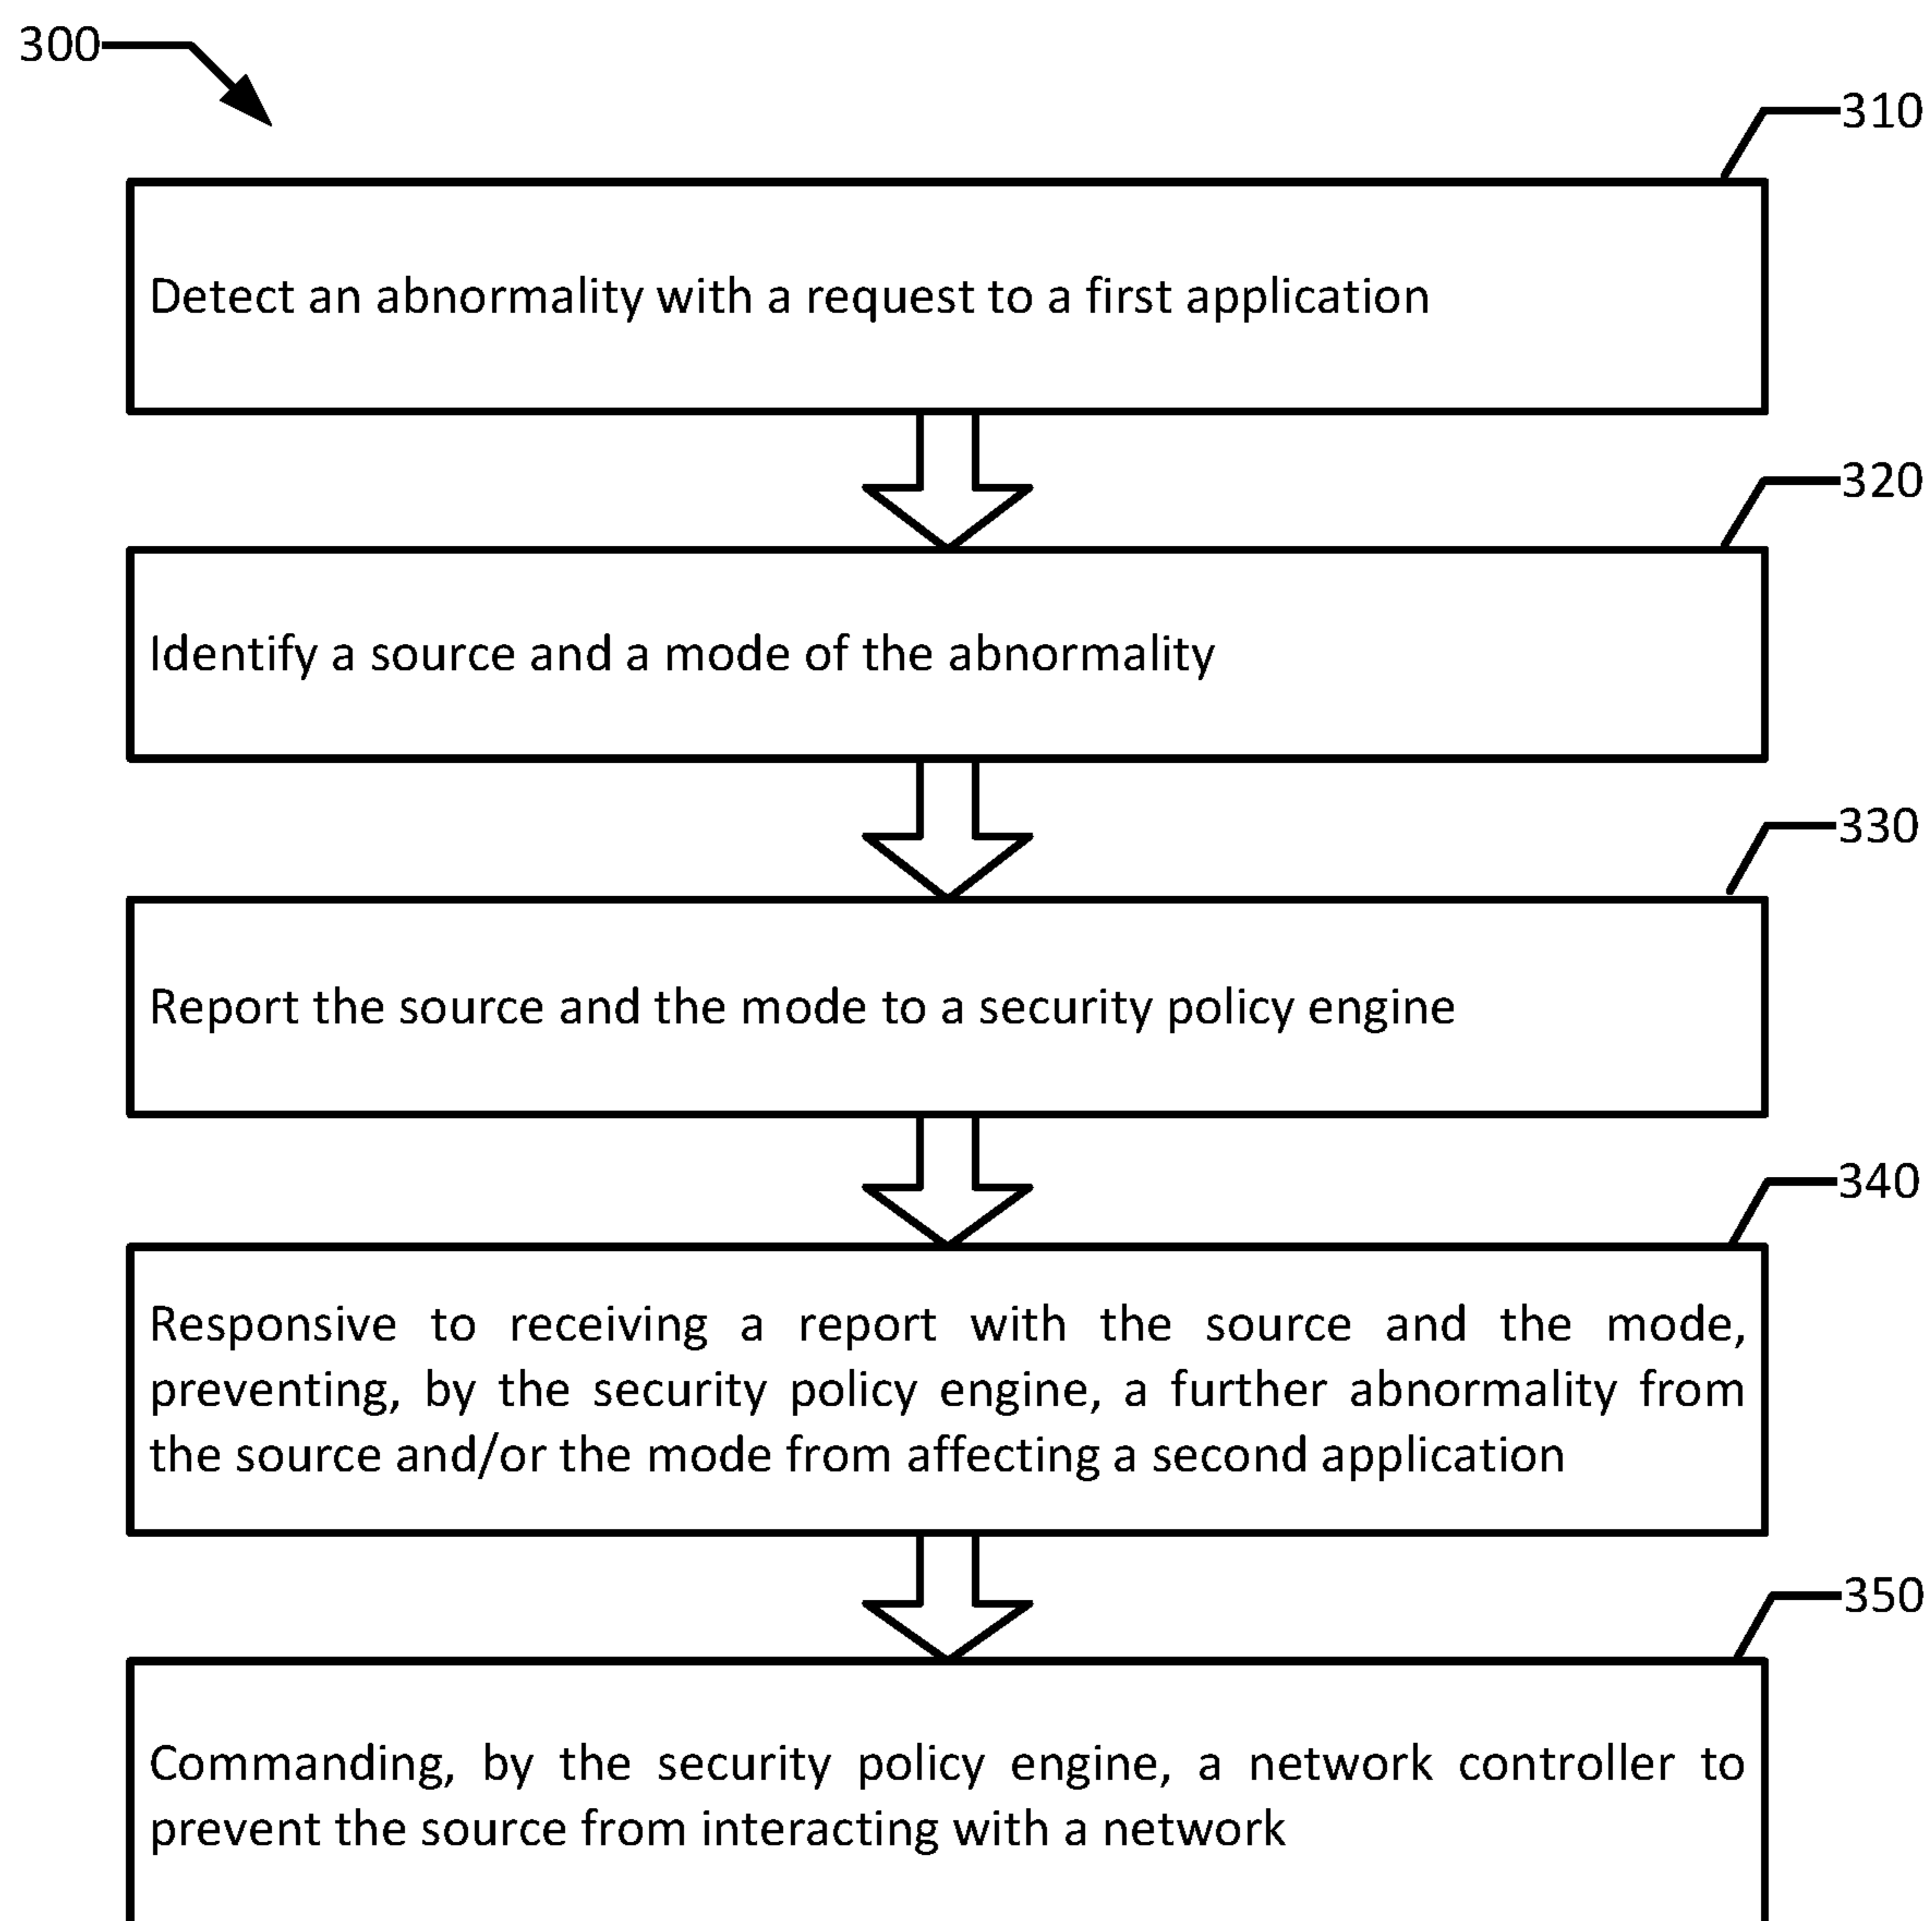 300
310
Detect an abnormality with a request to a first application
320
Identify a source and a mode of the abnormality
330
Report the source and the mode to a security policy engine
340
Responsive to receiving a report with the source and the mode,
preventing, by the security policy engine, a further abnormality from
the source and/or the mode from affecting a second application
350
Commanding, by the security policy engine, a network controller to
prevent the source from interacting with a network